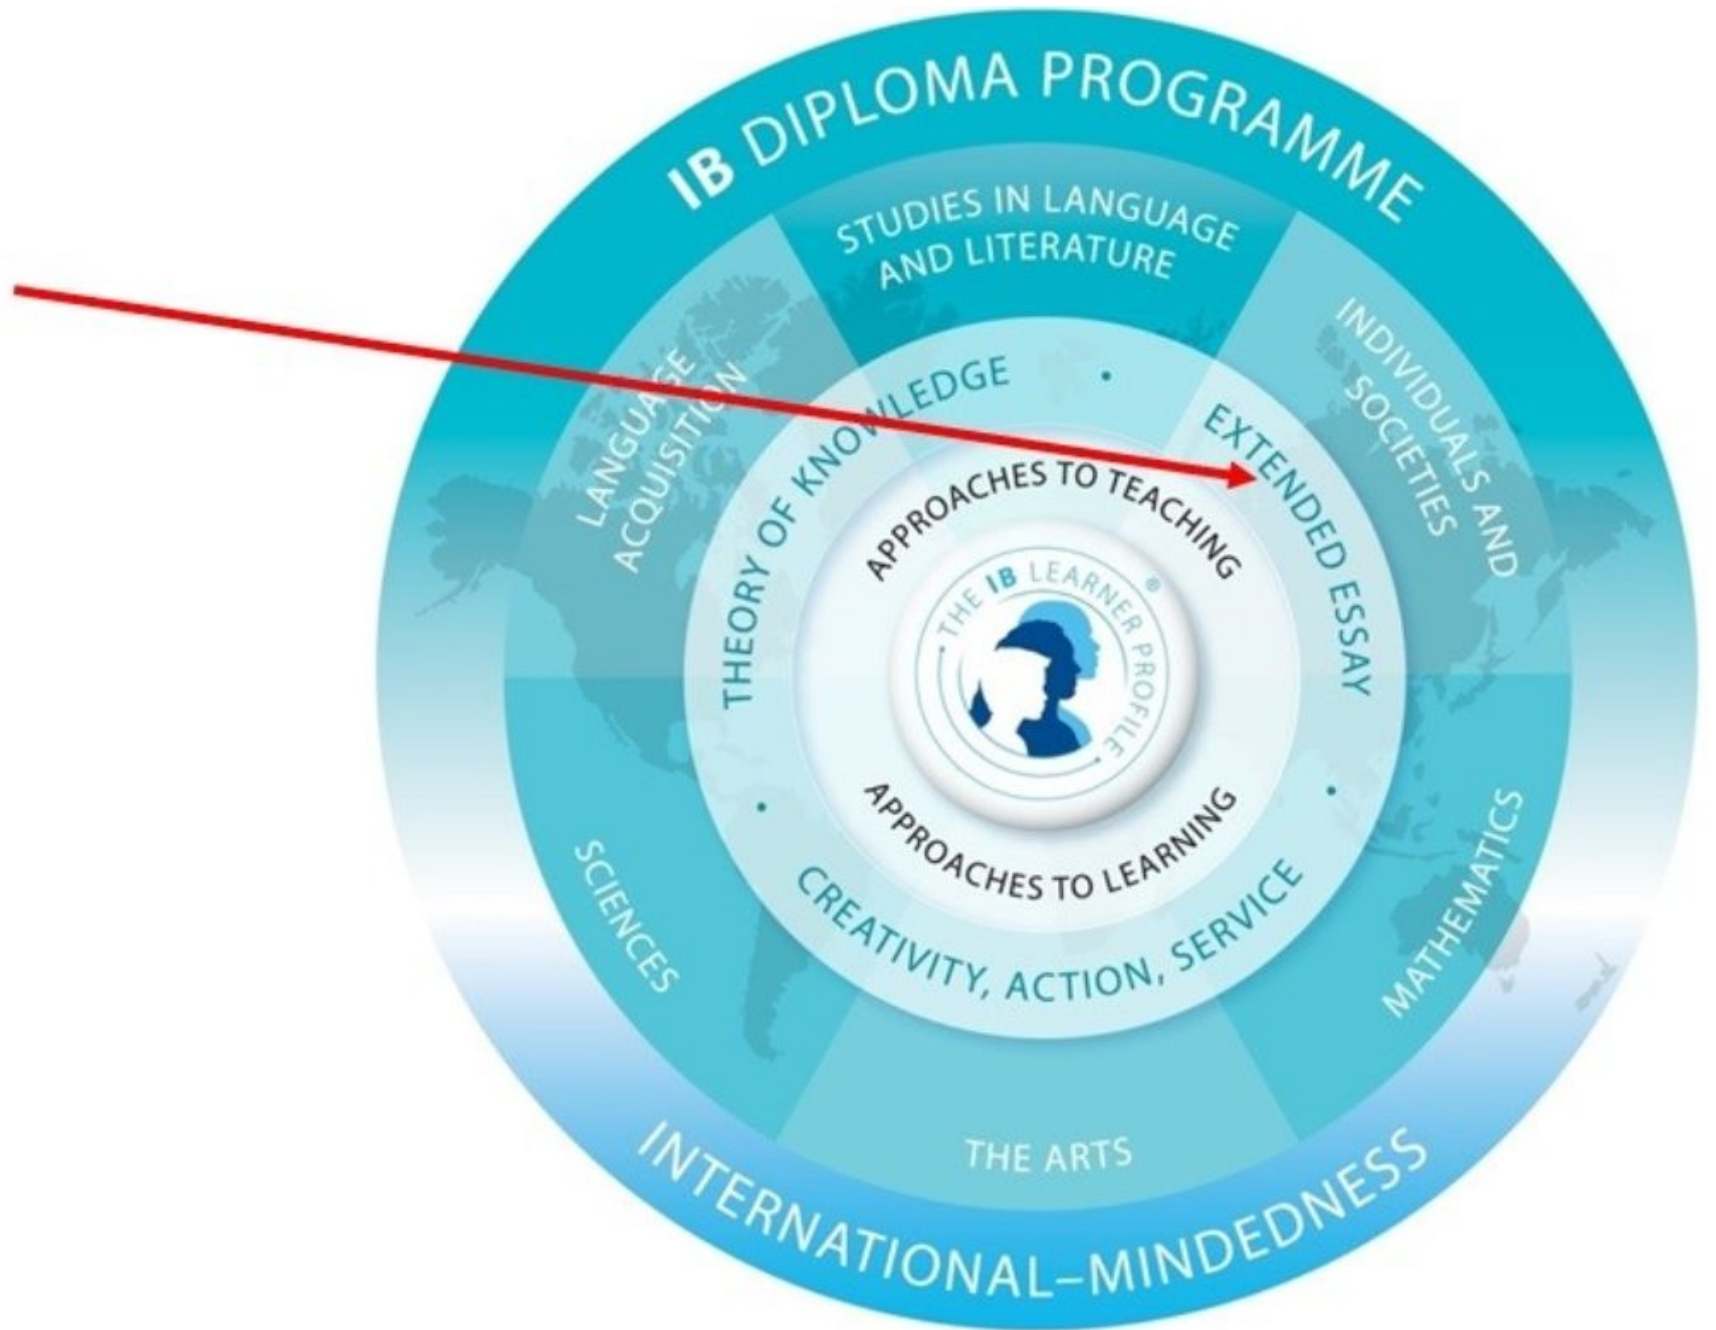 IB DIPLOMA PROGRAMME
STUDIES IN LANGUAGE
AND LITERATURE
LANGUAGE
ACQUISITION
INDIVIDUALS AND
SOCIETIES
THEORY OF KNOWLEDGE
EXTENDED ESSAY
APPROACHES TO TEACHING
THE IB LEARNER PROFILE
®
APPROACHES TO LEARNING
CREATIVITY, ACTION, SERVICE
SCIENCES
MATHEMATICS
THE ARTS
INTERNATIONAL–MINDEDNESS